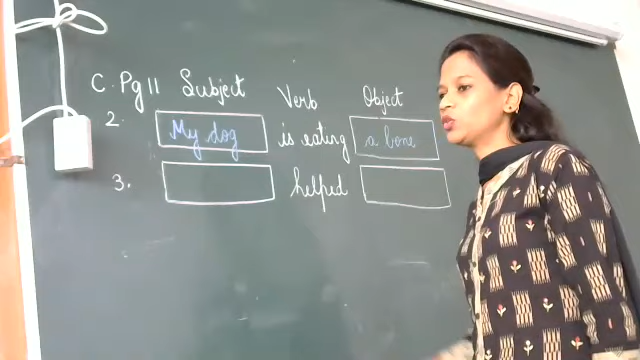 C. Pg 11 Subject Verb Object
2. My dog is eating a bone
3. helped